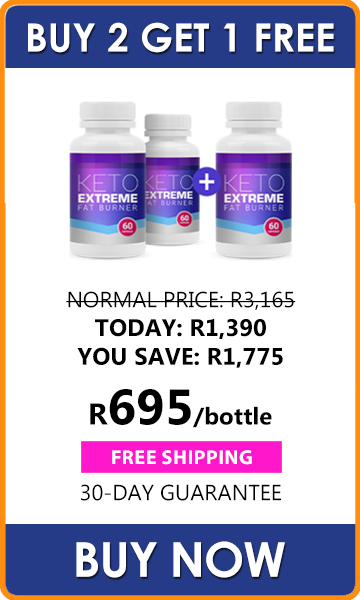 BUY 2 GET 1 FREE
KETO
EXTREME
FAT BURNER
60
KETO
EXTREME
FAT BURNER
60
+
KETO
EXTREME
FAT BURNER
60
NORMAL PRICE: R3,165
TODAY: R1,390
YOU SAVE: R1,775
R695/bottle
FREE SHIPPING
30-DAY GUARANTEE
BUY NOW